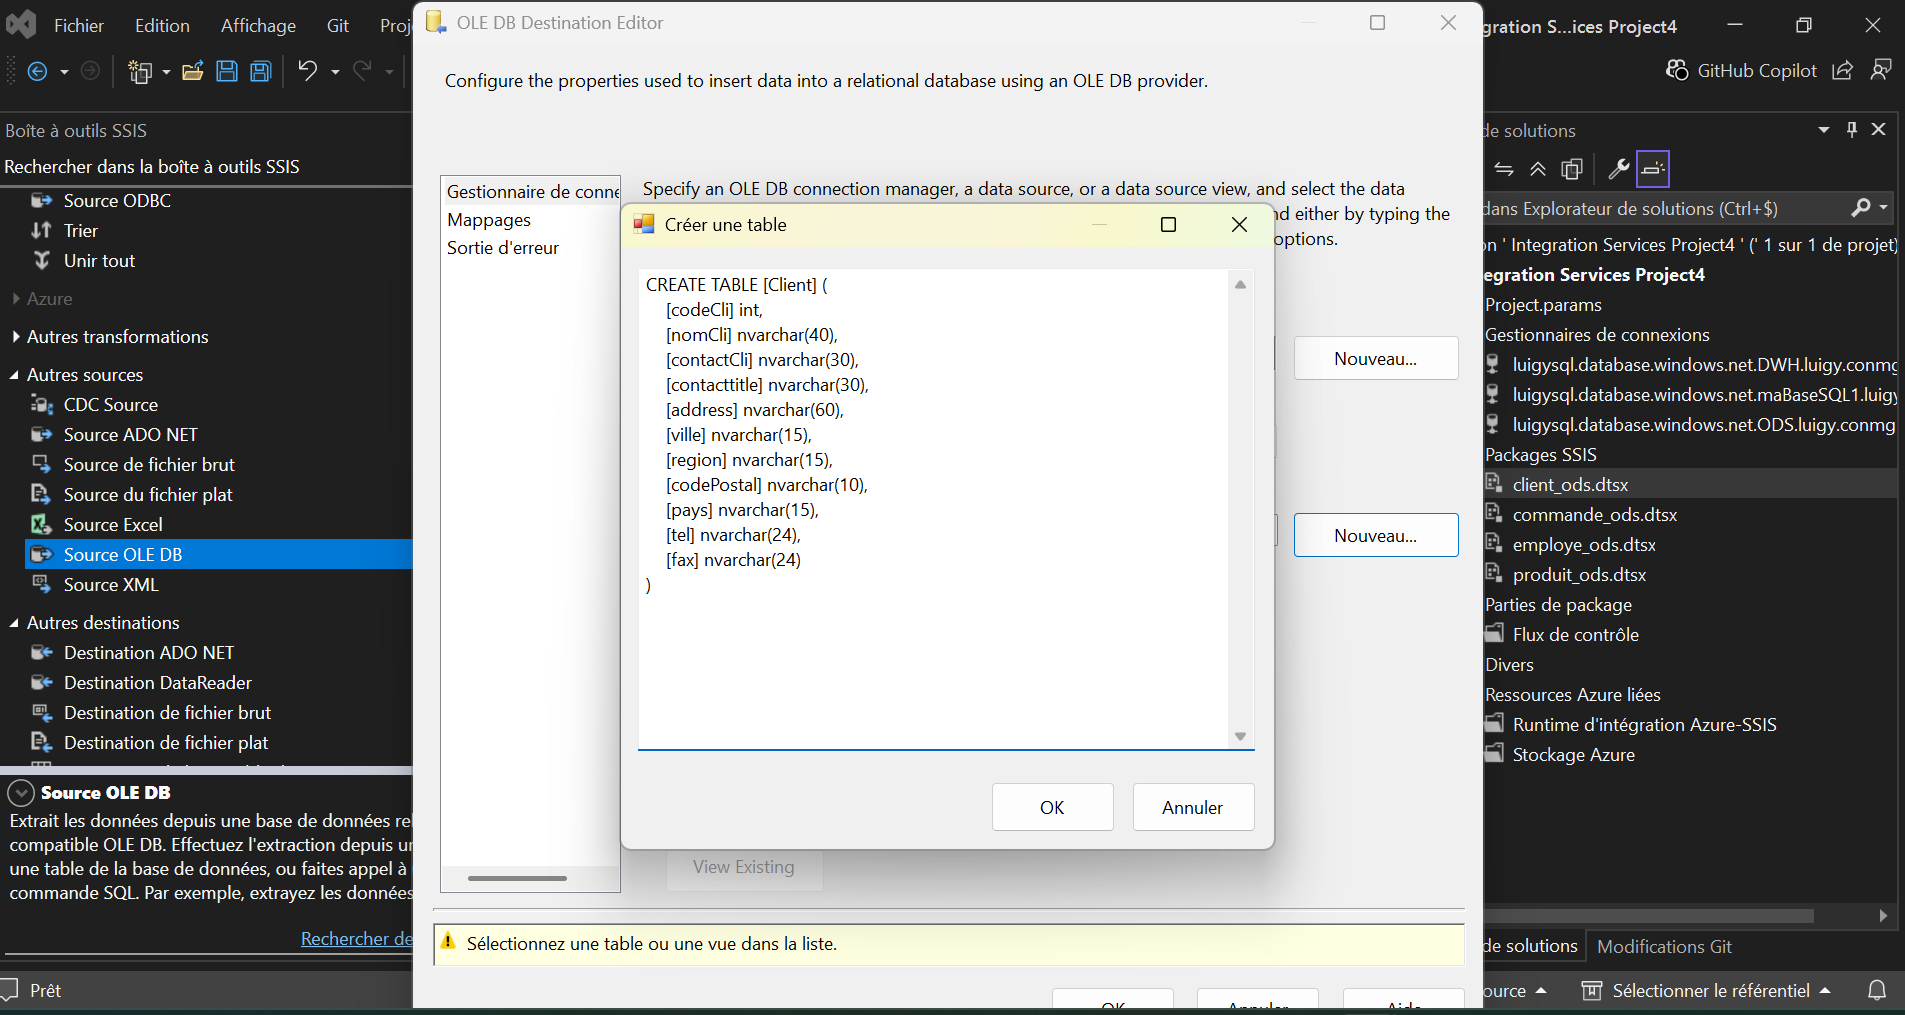 Fichier
Edition
Affichage
Git
OLE DB Destination Editor
GitHub Copilot
Configure the properties used to insert data into a relational database using an OLE DB provider.
Boîte à outils SSIS
Rechercher dans la boîte à outils SSIS
Source ODBC
Trier
Unir tout
Azure
Autres transformations
Autres sources
CDC Source
Source ADO NET
Source de fichier brut
Source du fichier plat
Source Excel
Source OLE DB
Source XML
Autres destinations
Destination ADO NET
Destination DataReader
Destination de fichier brut
Destination de fichier plat
Source OLE DB
Extrait les données depuis une base de données rel
compatible OLE DB. Effectuez l'extraction depuis
une table de la base de données, ou faites appel à
commande SQL. Par exemple, extrayez les données
Rechercher de
Prêt
Gestionnaire de conne
Mappages
Sortie d'erreur
Specify an OLE DB connection manager, a data source, or a data source view, and select the data
nd either by typing the
options.
Créer une table
CREATE TABLE [Client] (
[codeCli] int,
[nomCli] nvarchar(40),
[contactCli] nvarchar(30),
[contacttitle] nvarchar(30),
[address] nvarchar(60),
[ville] nvarchar(15),
[region] nvarchar(15),
[codePostal] nvarchar(10),
[pays] nvarchar(15),
[tel] nvarchar(24),
[fax] nvarchar(24)
)
OK
Annuler
Nouveau...
Nouveau...
View Existing
Sélectionnez une table ou une vue dans la liste.
OK
Annuler
Aide
gration S...ices Project4
de solutions
dans Explorateur de solutions (Ctrl+$)
on ' Integration Services Project4 ' (' 1 sur 1 de projet)
egration Services Project4
Project.params
Gestionnaires de connexions
luigysql.database.windows.net.DWH.luigy.conmg
luigysql.database.windows.net.maBaseSQL1.luigy
luigysql.database.windows.net.ODS.luigy.conmg
Packages SSIS
client_ods.dtsx
commande_ods.dtsx
employe_ods.dtsx
produit_ods.dtsx
Parties de package
Flux de contrôle
Divers
Ressources Azure liées
Runtime d'intégration Azure-SSIS
Stockage Azure
de solutions
Modifications Git
ource
Sélectionner le référentiel